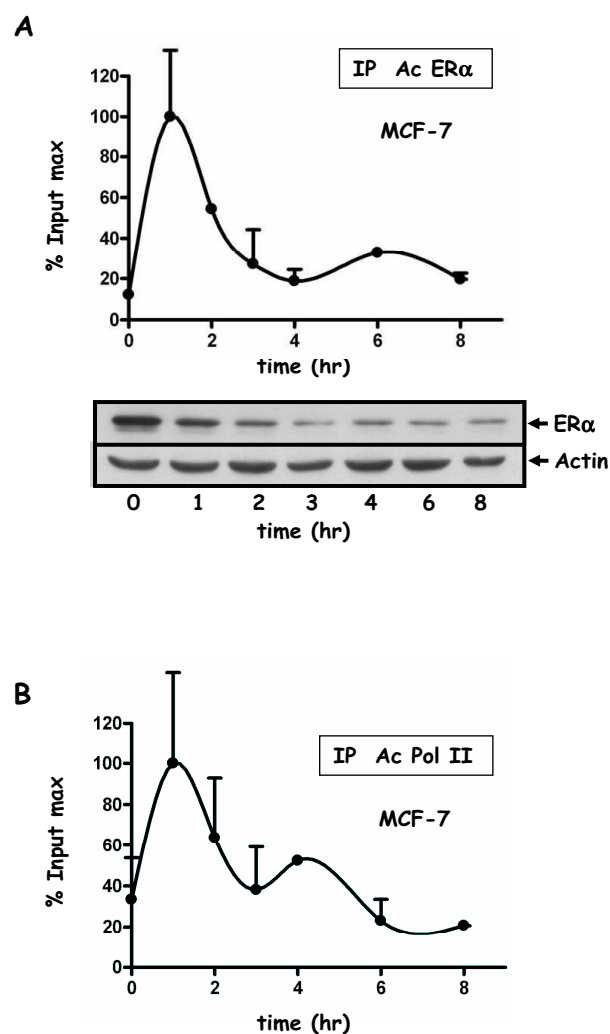 A
IP Ac ERα
MCF-7
% Input max
120
100
80
60
40
20
0
0 2 4 6 8
time (hr)
ERα
Actin
0 1 2 3 4 6 8
time (hr)
B
IP Ac Pol II
MCF-7
% Input max
120
100
80
60
40
20
0
0 2 4 6 8
time (hr)